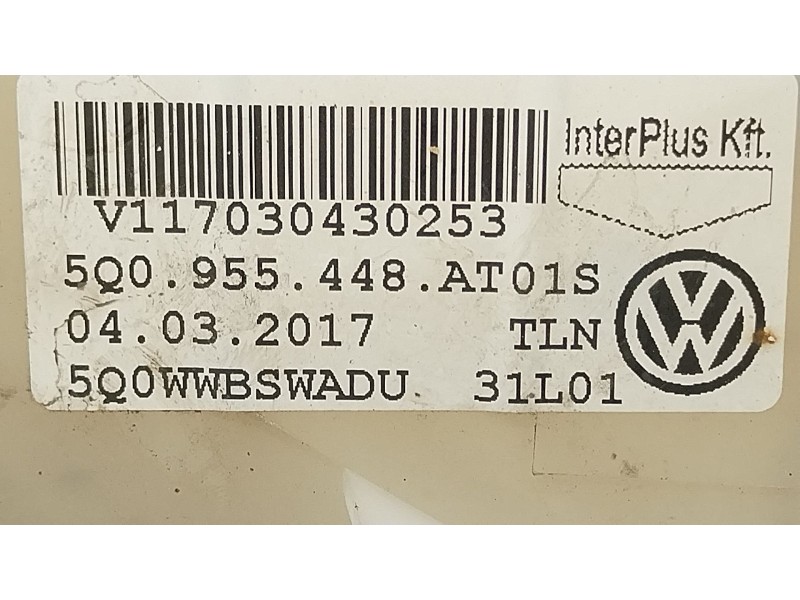 InterPlus Kft.
V117030430253
5Q0.955.448.AT01S
04.03.2017 TLN
5Q0WWBSWADU 31L01